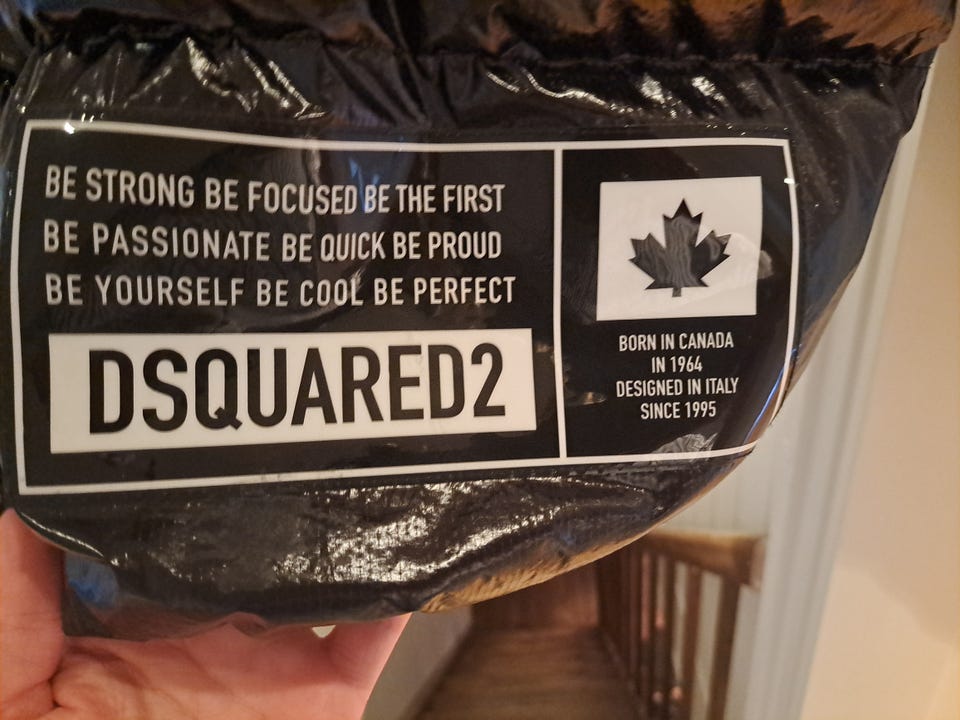 BE STRONG BE FOCUSED BE THE FIRST
BE PASSIONATE BE QUICK BE PROUD
BE YOURSELF BE COOL BE PERFECT
DSQUARED2
BORN IN CANADA
IN 1964
DESIGNED IN ITALY
SINCE 1995